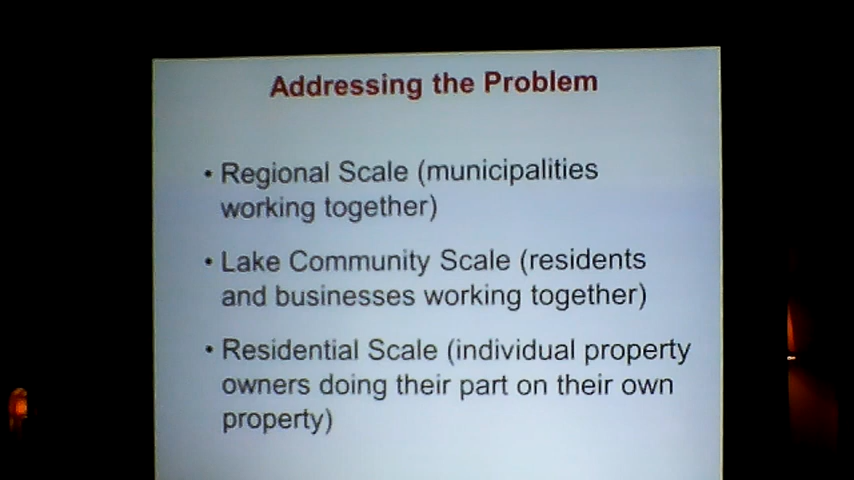 Addressing the Problem
• Regional Scale (municipalities
working together)
• Lake Community Scale (residents
and businesses working together)
• Residential Scale (individual property
owners doing their part on their own
property)